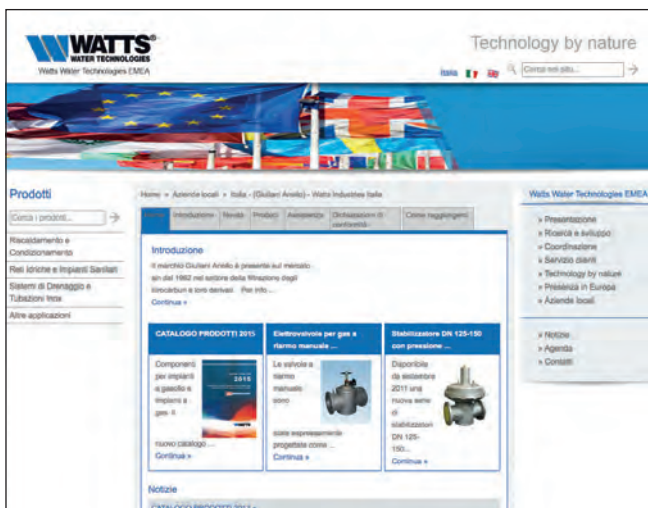 WATTS®
WATER TECHNOLOGIES
Watts Water Technologies EMEA
Technology by nature
Italia
Cerca nel sito...
Prodotti
Cerca i prodotti...
Riscaldamento e
Condizionamento
Reti Idriche e Impianti Sanitari
Sistemi di Drenaggio e
Tubazioni Inox
Altre applicazioni
Home » Aziende locali » Italia - (Giuliani Anello) - Watts Industries Italia
Home
Introduzione
Novità
Prodotti
Assistenza
Dichiarazioni di
conformità
Come raggiungerci
Introduzione
Il marchio Giuliani Anello è presente sul mercato
sin dal 1962 nel settore della filtrazione degli
idrocarburi e loro derivati. Per info ...
Continua »
CATALOGO PRODOTTI 2015
Componenti
per impianti
a gasolio e
impianti a
gas. Il
nuovo catalogo ...
Continua »
2015
Elettrovalvole per gas a
riarmo manuale ...
Le valvole a
riarmo
manuale
sono
state espressamente
progettate come ...
Continua »
Stabilizzatore DN 125-150
con pressione ...
Disponibile
da settembre
2011 una
nuova serie
di
stabilizzatori
DN 125-
150...
Continua »
Notizie
CATALOGO PRODOTTI
Watts Water Technologies EMEA
» Presentazione
» Ricerca e sviluppo
» Coordinazione
» Servizio clienti
» Technology by nature
» Presenza in Europa
» Aziende locali
» Notizie
» Agenda
» Contatti